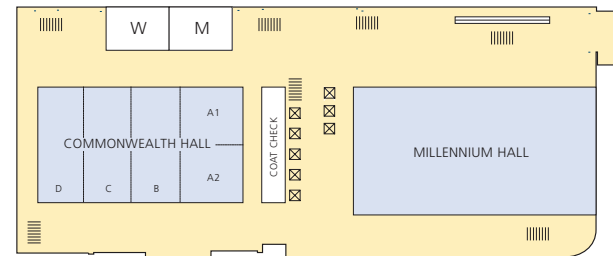 W M
A1
COMMONWEALTH HALL
COAT CHECK
MILLENNIUM HALL
D C B A2